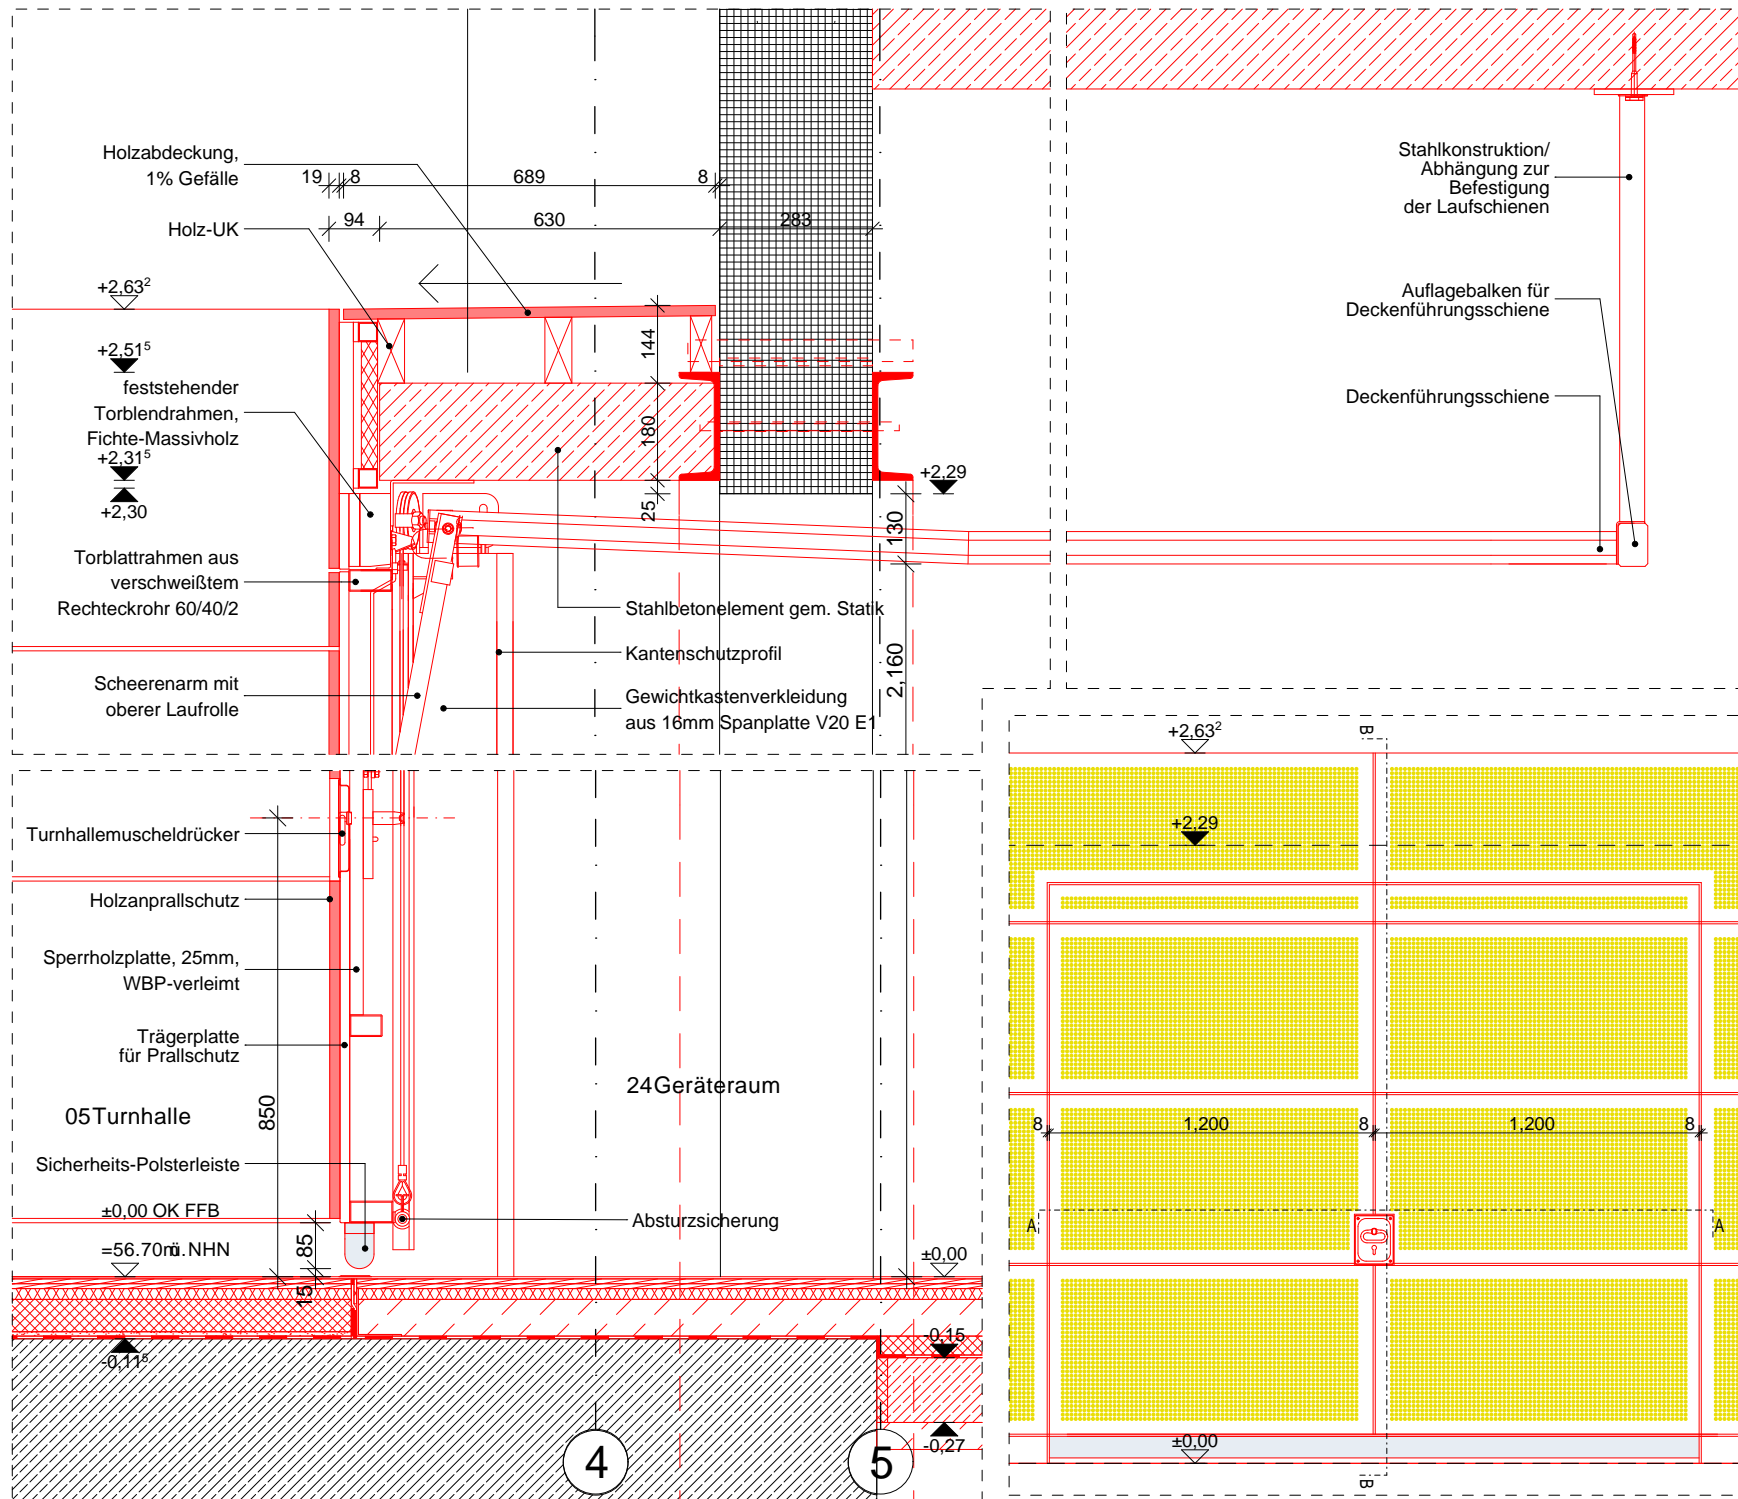 Holzabdeckung,
1% Gefälle
19
8
689
8
94
630
283
Holz-UK
+2,63²
+2,51⁵
feststehender
Torblendrahmen,
Fichte-Massivholz
+2,31⁵
+2,30
144
180
25
+2,29
130
2,160
Torblattrahmen aus
verschweißtem
Rechteckrohr 60/40/2
Stahlbetonelement gem. Statik
Kantenschutzprofil
Scheerenarm mit
oberer Laufrolle
Gewichtkastenverkleidung
aus 16mm Spanplatte V20 E1
Stahlkonstruktion/
Abhängung zur
Befestigung
der Laufschienen
Auflagebalken für
Deckenführungsschiene
Deckenführungsschiene
Turnhallemuscheldrücker
Holzanprallschutz
Sperrholzplatte, 25mm,
WBP-verleimt
Trägerplatte
für Prallschutz
05Turnhalle
24Geräteraum
850
Sicherheits-Polsterleiste
±0,00 OK FFB
=56.70mü.NHN
85
15
Absturzsicherung
±0,00
-0,11⁵
-0,15
-0,27
4
5
+2,63²
B
+2,29
8
1,200
8
1,200
8
A
A
±0,00
B